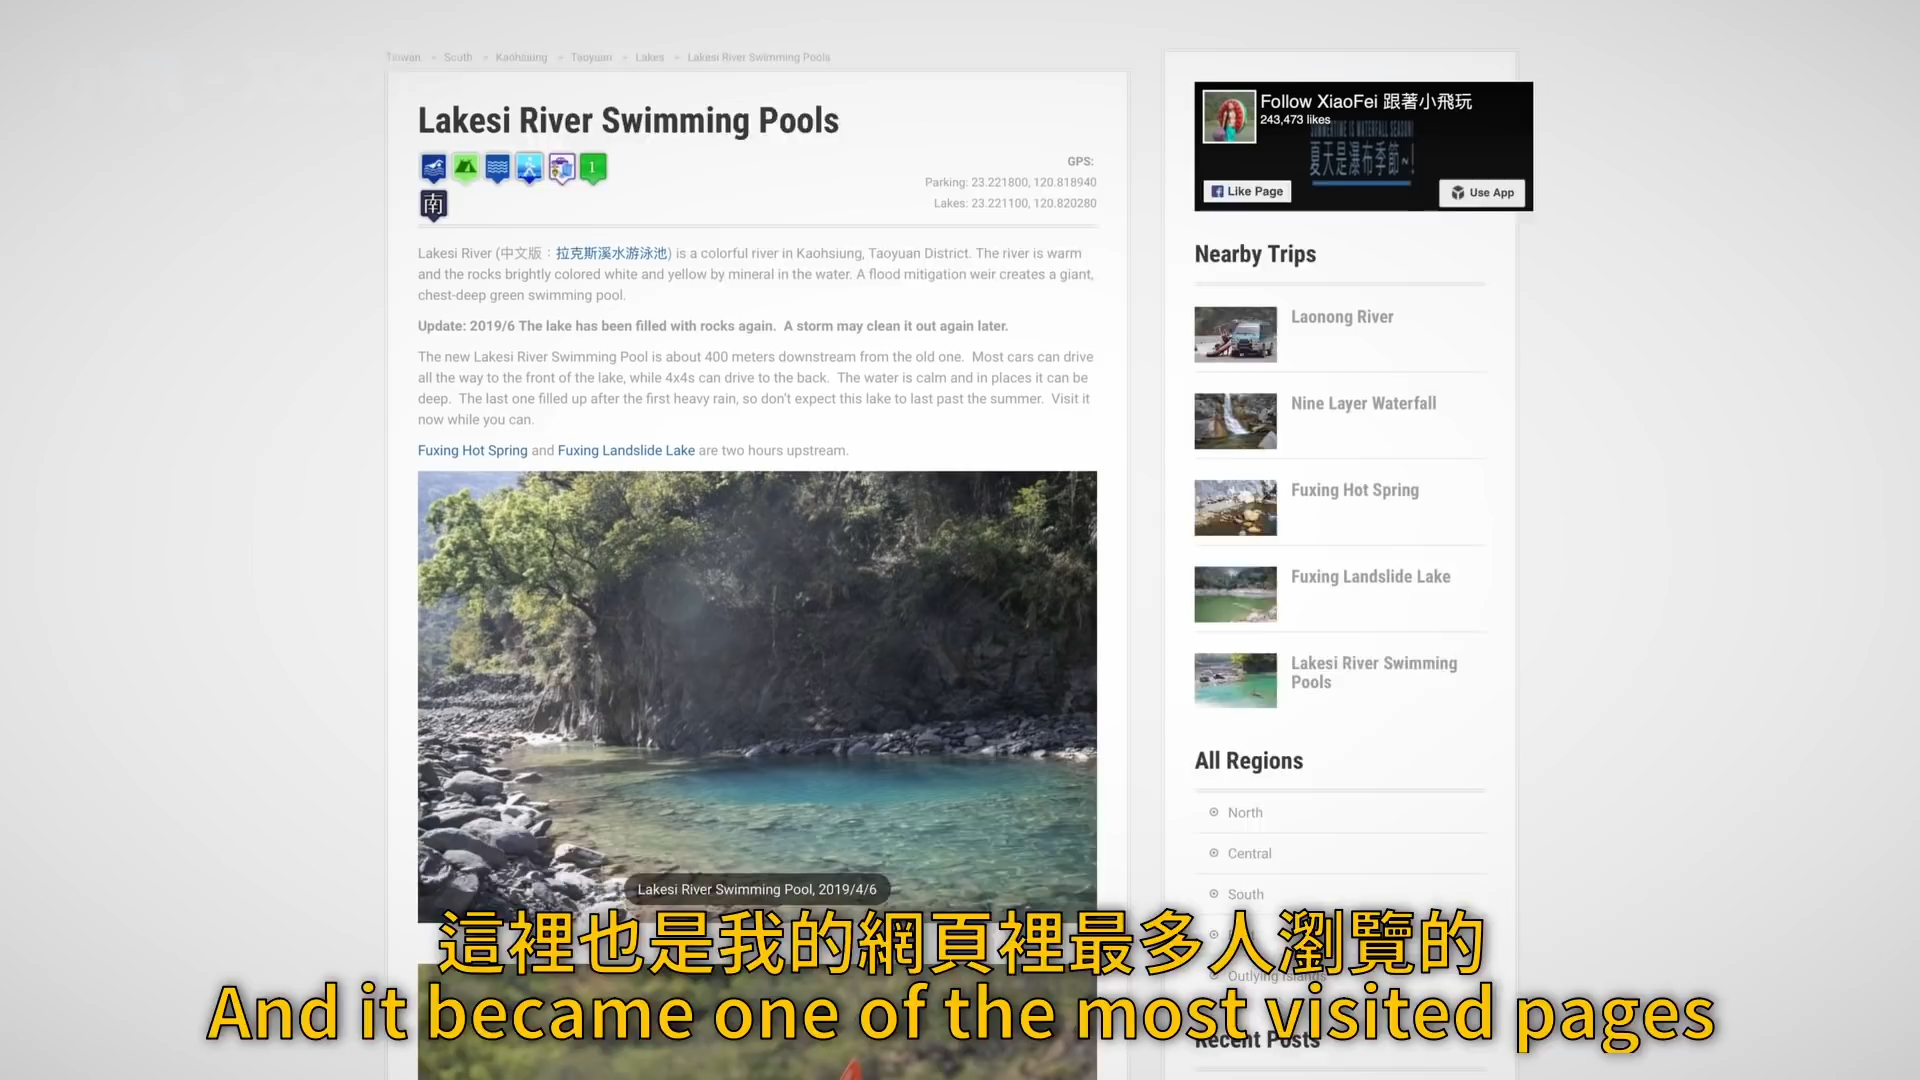 Taiwan » South » Kaohsiung » Taoyuan » Lakes » Lakesi River Swimming Pools
Lakesi River Swimming Pools
1
南
GPS:
Parking: 23.221800, 120.818940
Lakes: 23.221100, 120.820280
Lakesi River (中文版：拉克斯溪水游泳池) is a colorful river in Kaohsiung, Taoyuan District. The river is warm
and the rocks brightly colored white and yellow by mineral in the water. A flood mitigation weir creates a giant,
chest-deep green swimming pool.
Update: 2019/6 The lake has been filled with rocks again. A storm may clean it out again later.
The new Lakesi River Swimming Pool is about 400 meters downstream from the old one. Most cars can drive
all the way to the front of the lake, while 4x4s can drive to the back. The water is calm and in places it can be
deep. The last one filled up after the first heavy rain, so don't expect this lake to last past the summer. Visit it
now while you can.
Fuxing Hot Spring and Fuxing Landslide Lake are two hours upstream.
Lakesi River Swimming Pool, 2019/4/6
Follow XiaoFei 跟著小飛玩
243,473 likes
SUMMERTIME IS WATERFALL SEASON!
夏天是瀑布季節~!
Like Page
Use App
Nearby Trips
Laonong River
Nine Layer Waterfall
Fuxing Hot Spring
Fuxing Landslide Lake
Lakesi River Swimming
Pools
All Regions
North
Central
South
Outlying Islands
Recent Posts
這裡也是我的網頁裡最多人瀏覽的
And it became one of the most visited pages